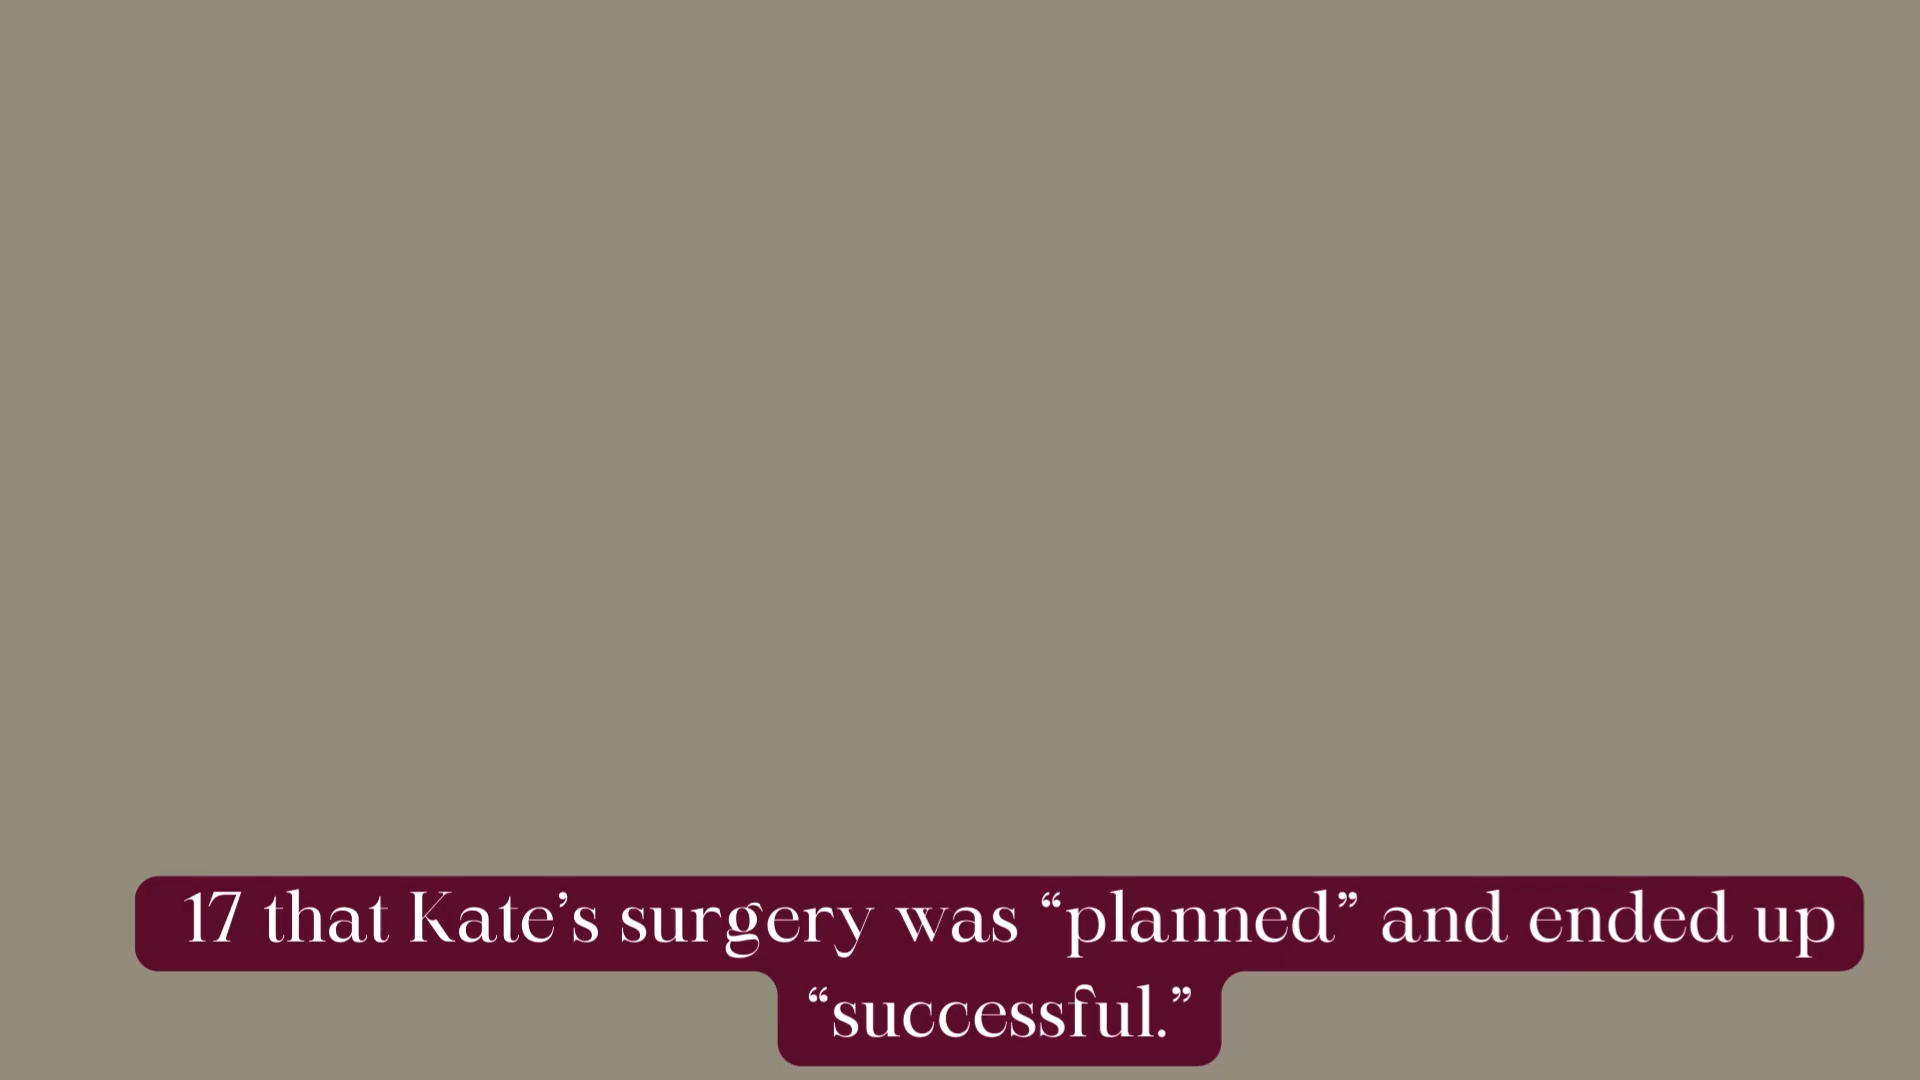 17 that Kate’s surgery was “planned” and ended up
“successful.”